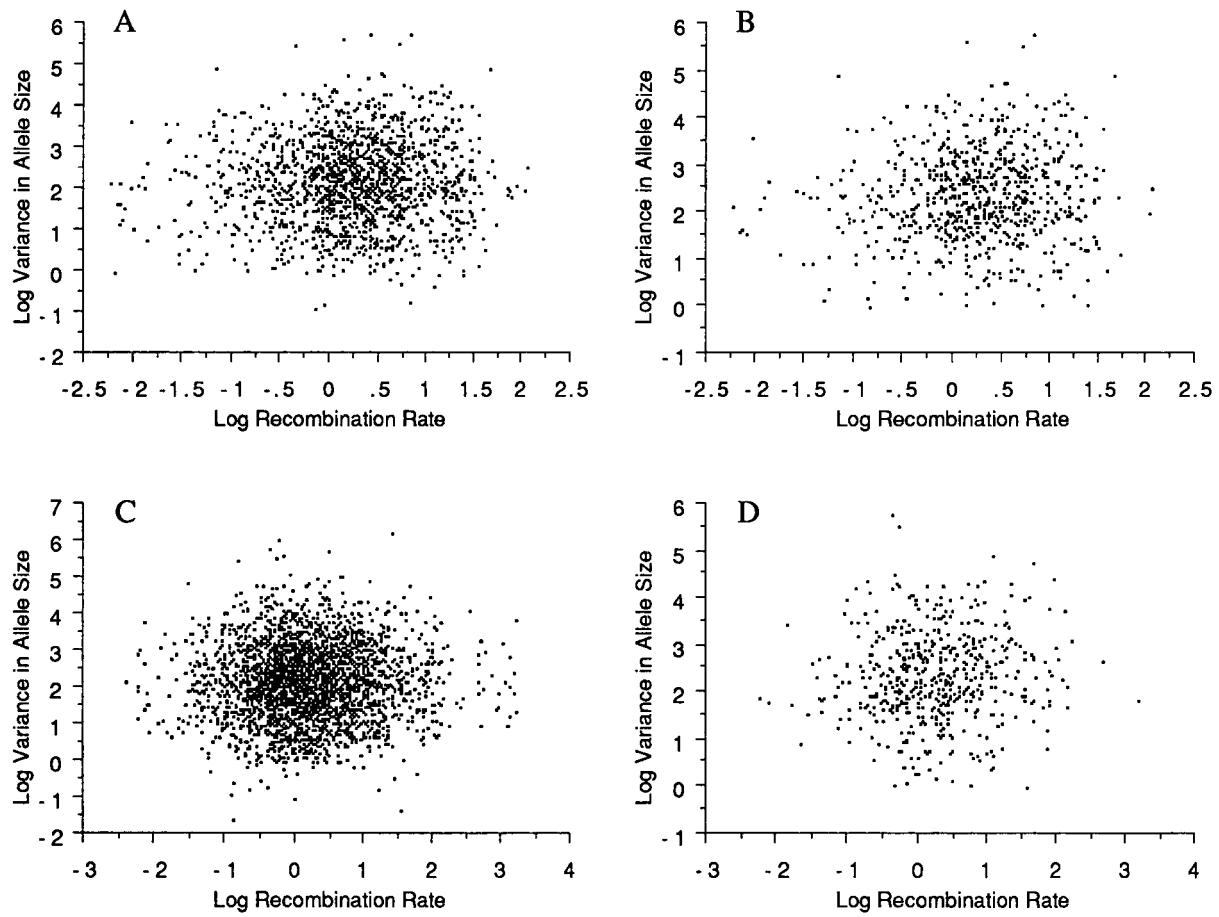 A
6
5
4
3
2
1
0
- 1
- 2
Log Variance in Allele Size
-2.5 - 2 -1.5 - 1 - .5 0 .5 1 1.5 2 2.5
Log Recombination Rate
B
6
5
4
3
2
1
0
- 1
Log Variance in Allele Size
-2.5 - 2 -1.5 - 1 - .5 0 .5 1 1.5 2 2.5
Log Recombination Rate
C
7
6
5
4
3
2
1
0
- 1
- 2
Log Variance in Allele Size
- 3 - 2 - 1 0 1 2 3 4
Log Recombination Rate
D
6
5
4
3
2
1
0
- 1
Log Variance in Allele Size
- 3 - 2 - 1 0 1 2 3 4
Log Recombination Rate